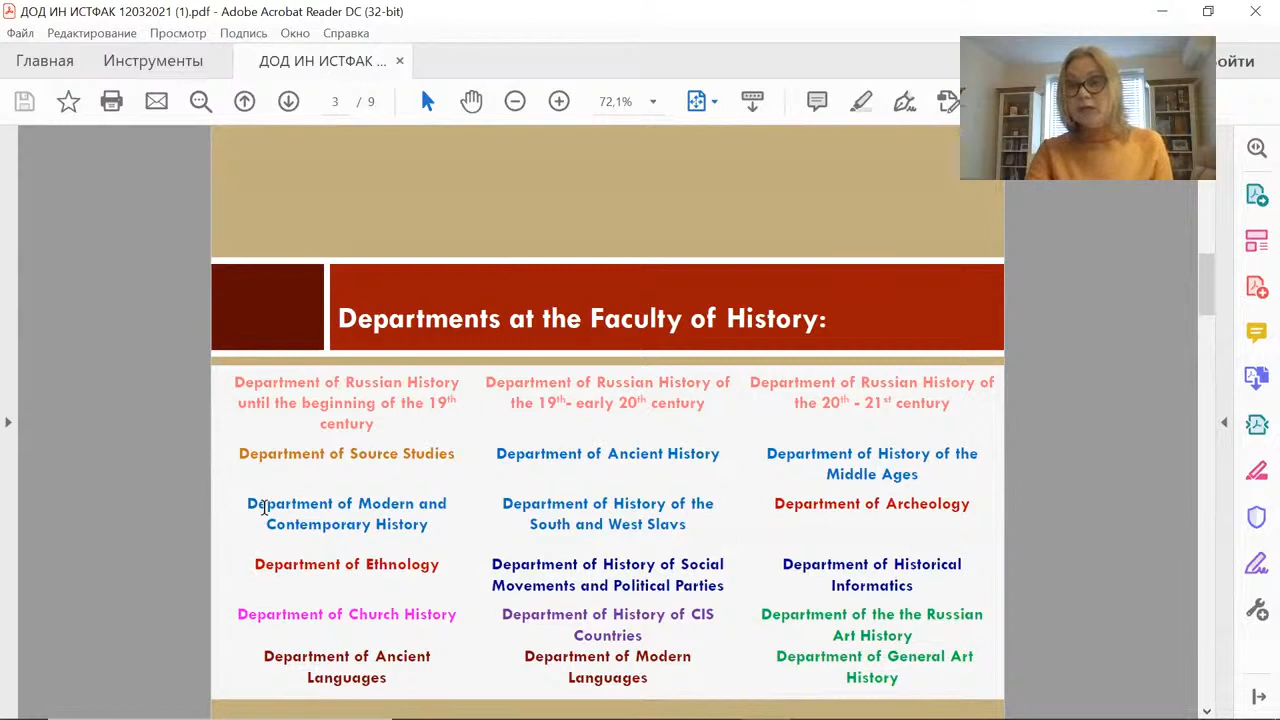 ДОД ИН ИСТФАК 12032021 (1).pdf - Adobe Acrobat Reader DC (32-bit)
Файл Редактирование Просмотр Подпись Окно Справка
Главная Инструменты ДОД ИН ИСТФАК ... ойти
3 / 9 72,1%
Departments at the Faculty of History:
Department of Russian History
until the beginning of the 19th
century
Department of Russian History of
the 19th- early 20th century
Department of Russian History of
the 20th - 21st century
Department of Source Studies
Department of Ancient History
Department of History of the
Middle Ages
Department of Modern and
Contemporary History
Department of History of the
South and West Slavs
Department of Archeology
Department of Ethnology
Department of History of Social
Movements and Political Parties
Department of Historical
Informatics
Department of Church History
Department of History of CIS
Countries
Department of the the Russian
Art History
Department of Ancient
Languages
Department of Modern
Languages
Department of General Art
History